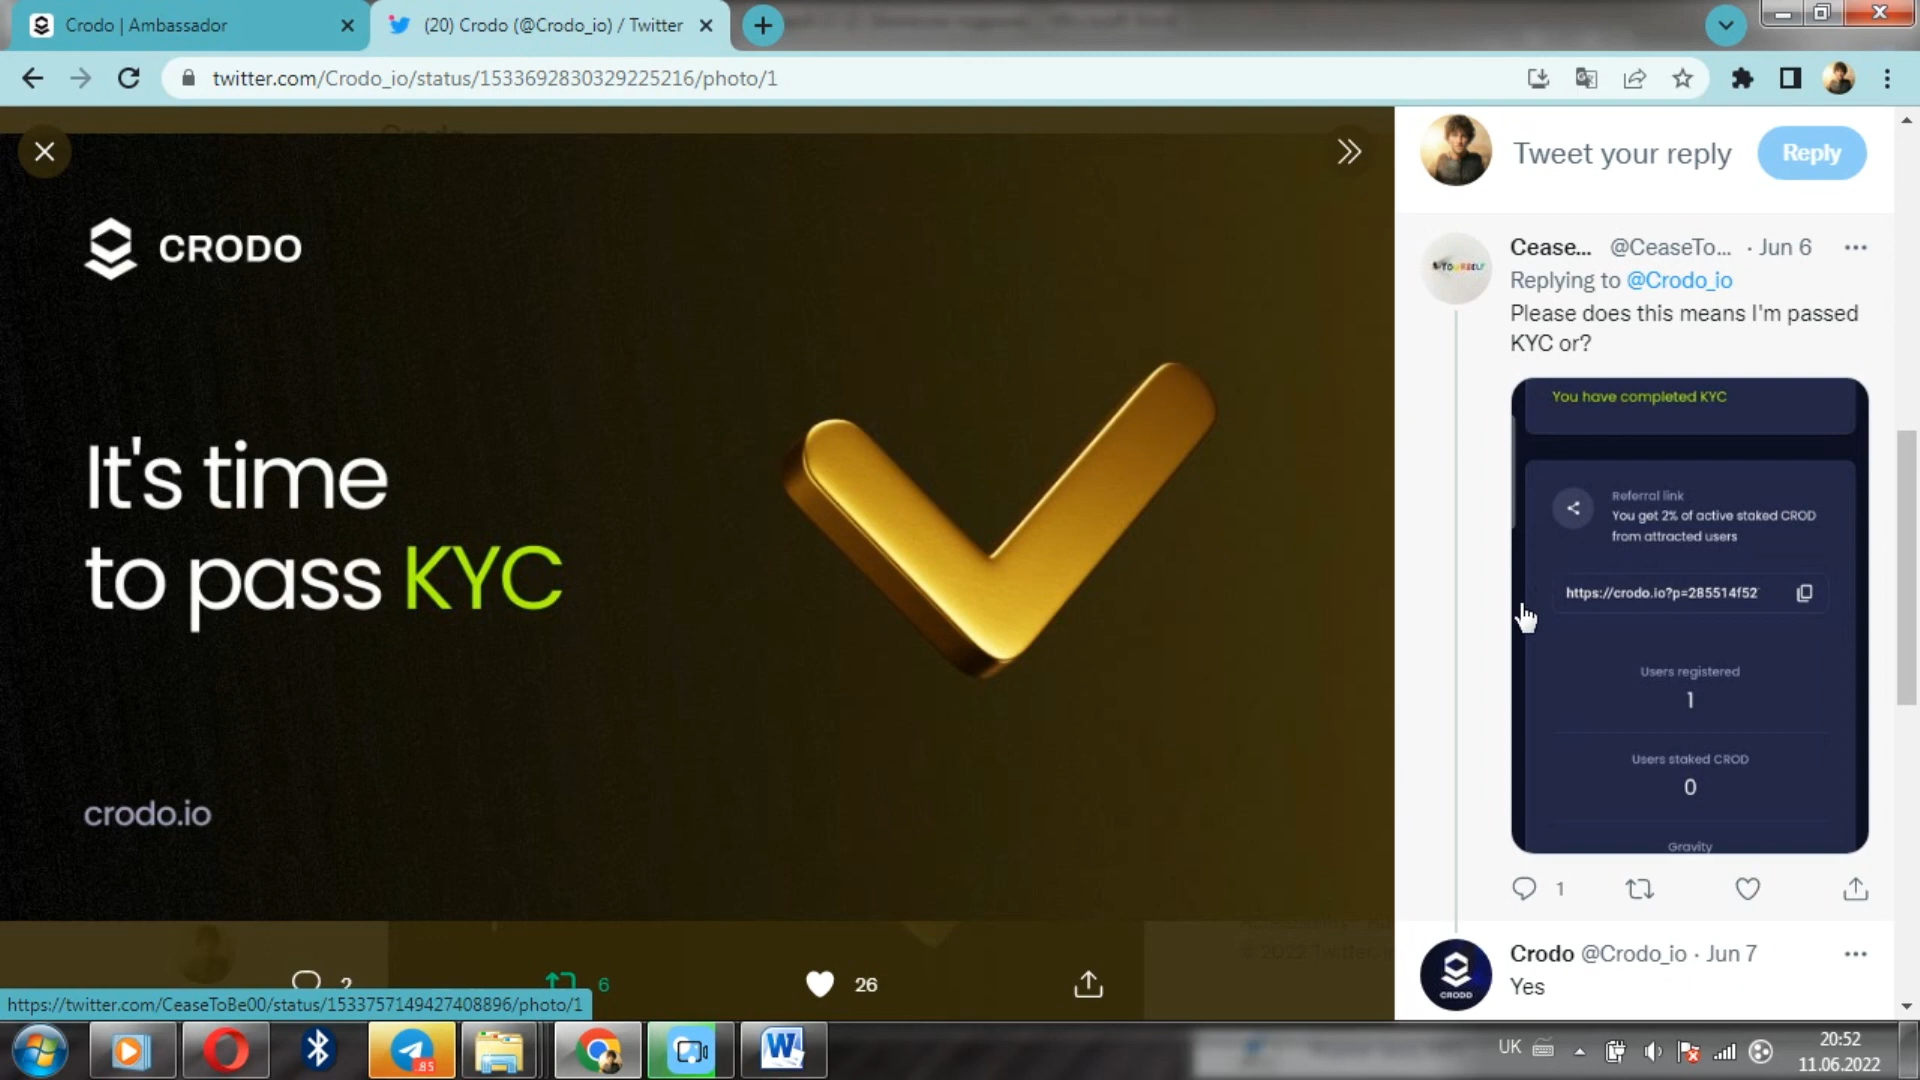 Crodo | Ambassador
(20) Crodo (@Crodo_io) / Twitter
twitter.com/Crodo_io/status/1533692830329225216/photo/1
CRODO
It's time
to pass KYC
crodo.io
2
6
26
https://twitter.com/CeaseToBe00/status/1533757149427408896/photo/1
Tweet your reply
Reply
YOURSELF
Cease... @CeaseTo... · Jun 6
Replying to @Crodo_io
Please does this means I'm passed
KYC or?
You have completed KYC
Referral link
You get 2% of active staked CROD
from attracted users
https://crodo.io?p=285514f52
Users registered
1
Users staked CROD
0
Gravity
1
CRODO
Crodo @Crodo_io · Jun 7
Yes
85
W
UK
20:52
11.06.2022